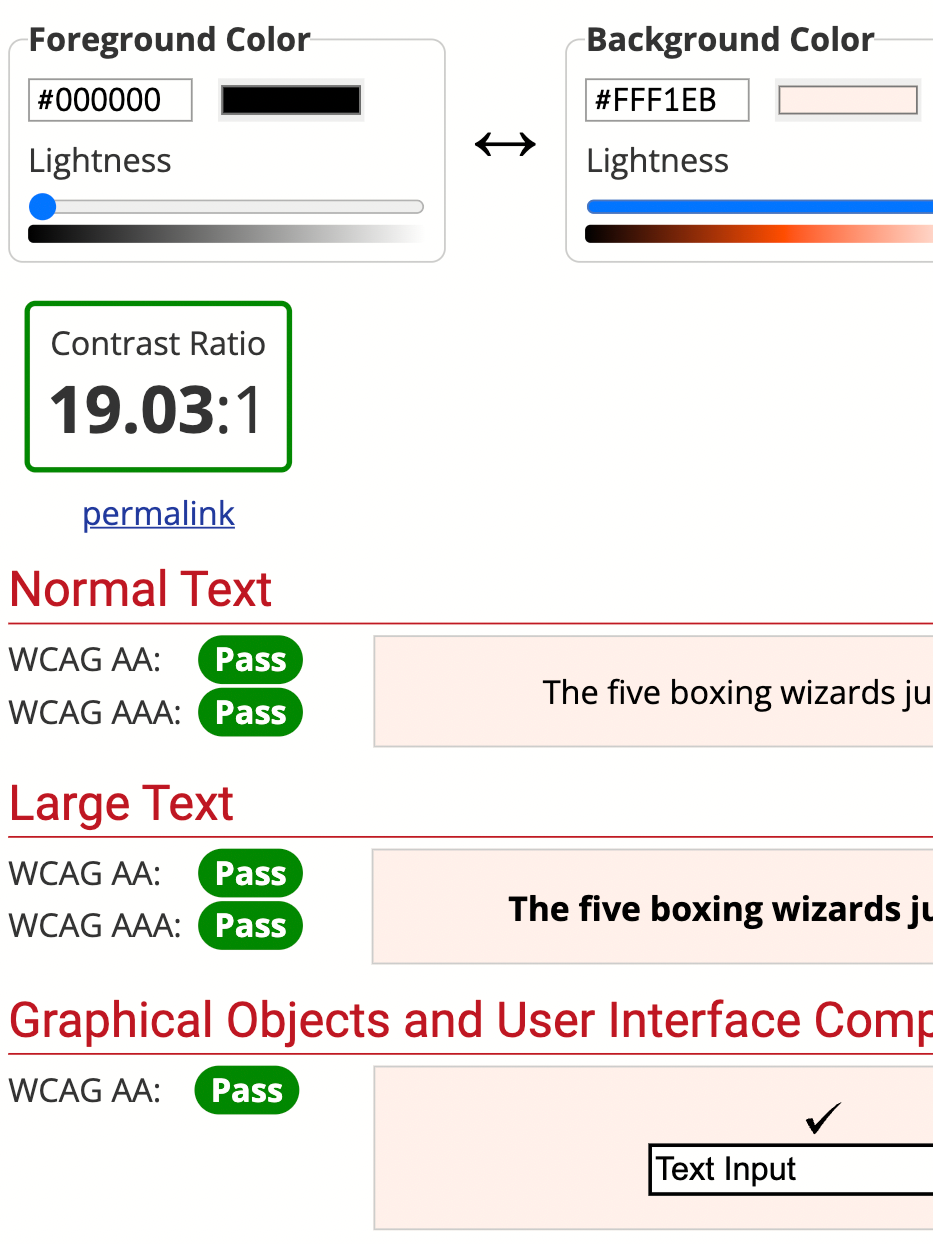 Foreground Color
#000000
Lightness
Background Color
#FFF1EB
Lightness
Contrast Ratio
19.03:1
permalink
Normal Text
WCAG AA: Pass
WCAG AAA: Pass
The five boxing wizards ju
Large Text
WCAG AA: Pass
WCAG AAA: Pass
The five boxing wizards ju
Graphical Objects and User Interface Comp
WCAG AA: Pass
✓
Text Input